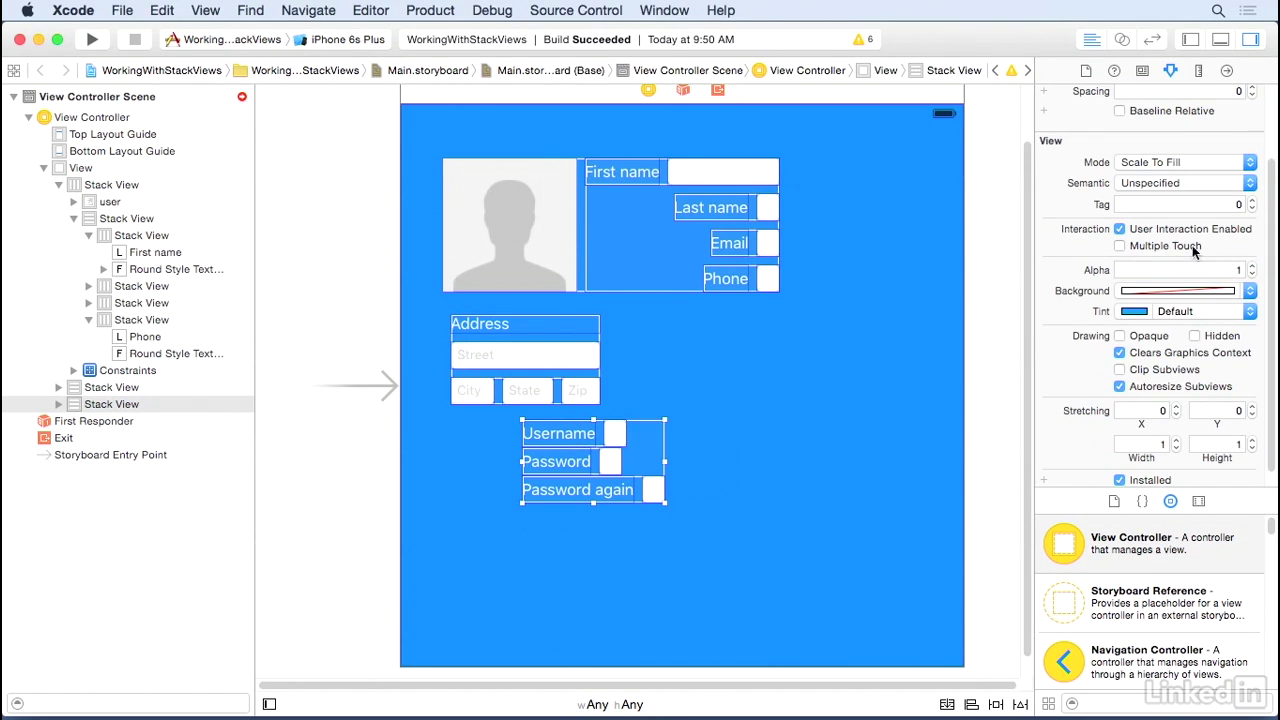 Xcode File Edit View Find Navigate Editor Product Debug Source Control Window Help
Working...ackViews iPhone 6s Plus WorkingWithStackViews Build Succeeded Today at 9:50 AM 6
WorkingWithStackViews Working...StackViews Main.storyboard Main.stor...ard (Base) View Controller Scene View Controller View Stack View
View Controller Scene
View Controller
Top Layout Guide
Bottom Layout Guide
View
Stack View
user
Stack View
Stack View
L First name
F Round Style Text...
Stack View
Stack View
Stack View
L Phone
F Round Style Text...
Constraints
Stack View
Stack View
First Responder
Exit
Storyboard Entry Point
First name
Last name
Email
Phone
Address
Street
City State Zip
Username
Password
Password again
wAny hAny
Spacing 0
Baseline Relative
View
Mode Scale To Fill
Semantic Unspecified
Tag 0
Interaction User Interaction Enabled
Multiple Touch
Alpha 1
Background
Tint Default
Drawing Opaque Hidden
Clears Graphics Context
Clip Subviews
Autoresize Subviews
Stretching 0 0
X Y
1 1
Width Height
Installed
View Controller - A controller
that manages a view.
Storyboard Reference -
Provides a placeholder for a view
controller in an external storybo...
Navigation Controller - A
controller that manages navigation
through a hierarchy of views.
Linked in